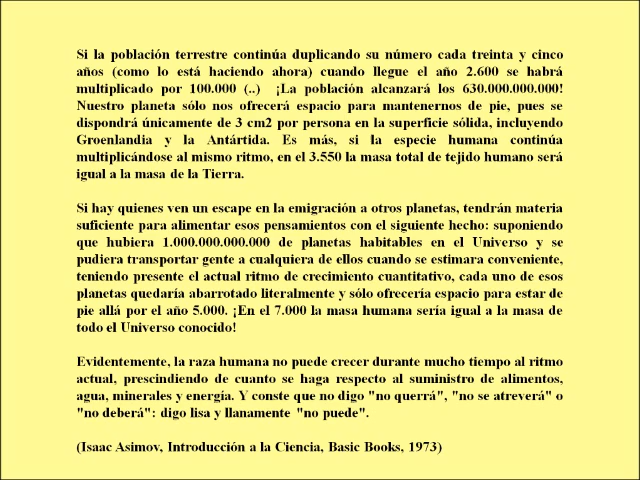 Si la población terrestre continúa duplicando su número cada treinta y cinco
años (como lo está haciendo ahora) cuando llegue el año 2.600 se habrá
multiplicado por 100.000 (..) ¡La población alcanzará los 630.000.000.000!
Nuestro planeta sólo nos ofrecerá espacio para mantenernos de pie, pues se
dispondrá únicamente de 3 cm2 por persona en la superficie sólida, incluyendo
Groenlandia y la Antártida. Es más, si la especie humana continúa
multiplicándose al mismo ritmo, en el 3.550 la masa total de tejido humano será
igual a la masa de la Tierra.
Si hay quienes ven un escape en la emigración a otros planetas, tendrán materia
suficiente para alimentar esos pensamientos con el siguiente hecho: suponiendo
que hubiera 1.000.000.000.000 de planetas habitables en el Universo y se
pudiera transportar gente a cualquiera de ellos cuando se estimara conveniente,
teniendo presente el actual ritmo de crecimiento cuantitativo, cada uno de esos
planetas quedaría abarrotado literalmente y sólo ofrecería espacio para estar de
pie allá por el año 5.000. ¡En el 7.000 la masa humana sería igual a la masa de
todo el Universo conocido!
Evidentemente, la raza humana no puede crecer durante mucho tiempo al ritmo
actual, prescindiendo de cuanto se haga respecto al suministro de alimentos,
agua, minerales y energía. Y conste que no digo "no querrá", "no se atreverá" o
"no deberá": digo lisa y llanamente "no puede".
(Isaac Asimov, Introducción a la Ciencia, Basic Books, 1973)